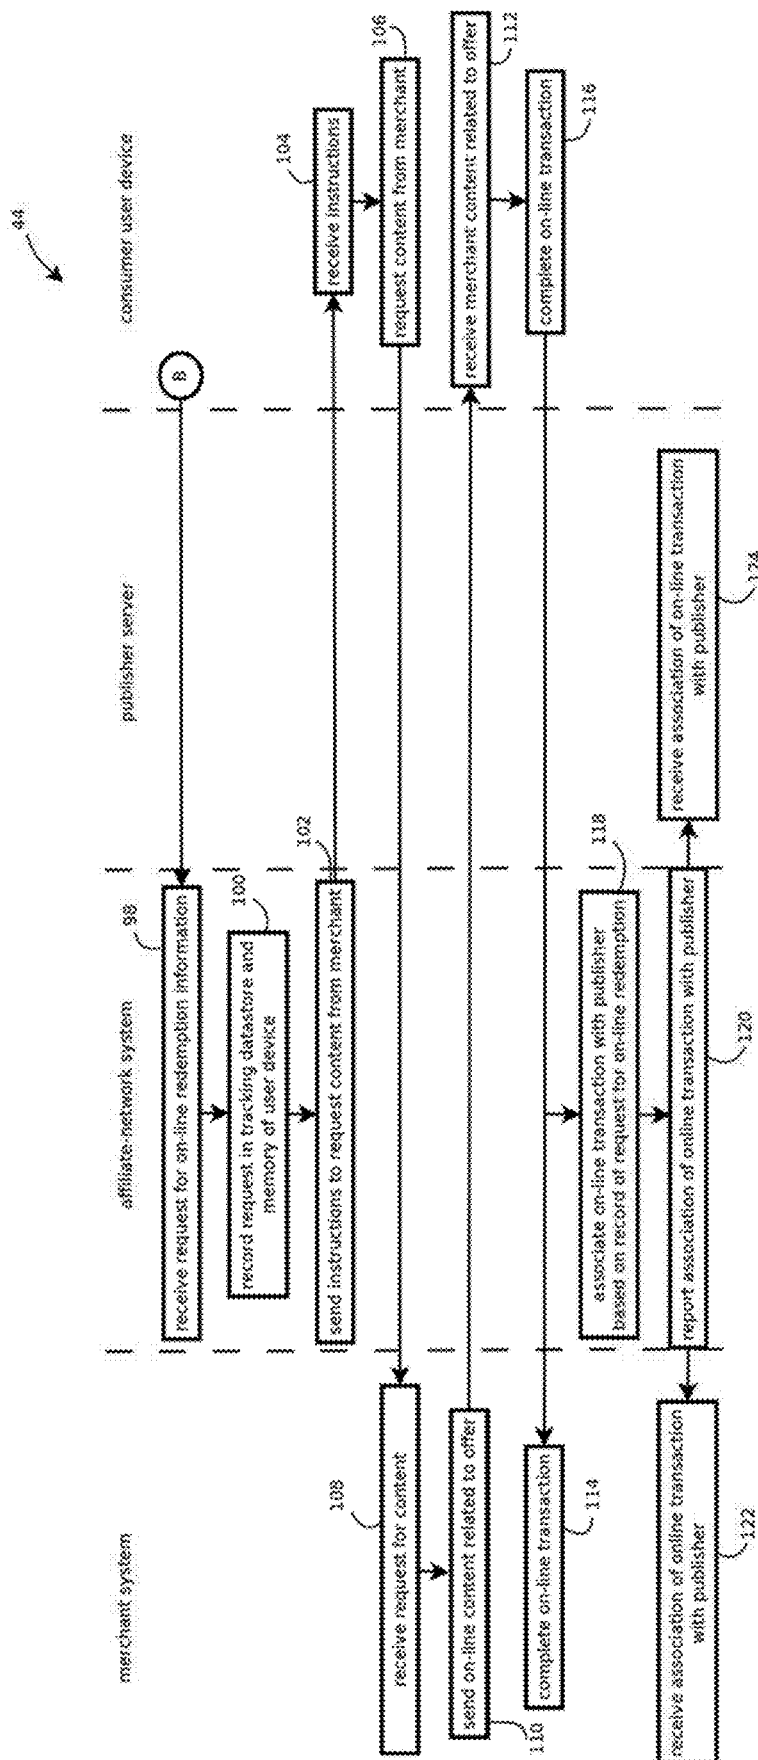 44
merchant system
affiliate-network system
publisher server
consumer user device
B
98
receive request for on-line redemption information
100
record request in tracking datastore and
memory of user device
102
send instructions to request content from merchant
104
receive instructions
106
request content from merchant
108
receive request for content
110
send on-line content related to offer
112
receive merchant content related to offer
114
complete on-line transaction
116
complete on-line transaction
118
associate on-line transaction with publisher
based on record of request for on-line redemption
120
report association of online transaction with publisher
122
receive association of online transaction
with publisher
124
receive association of on-line transaction
with publisher